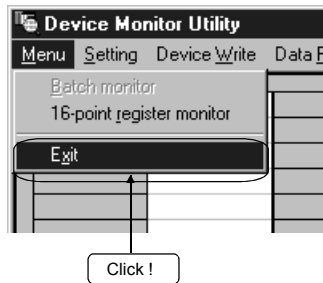 Device Monitor Utility
Menu Setting Device Write Data F
Batch monitor
16-point register monitor
Exit
Click !